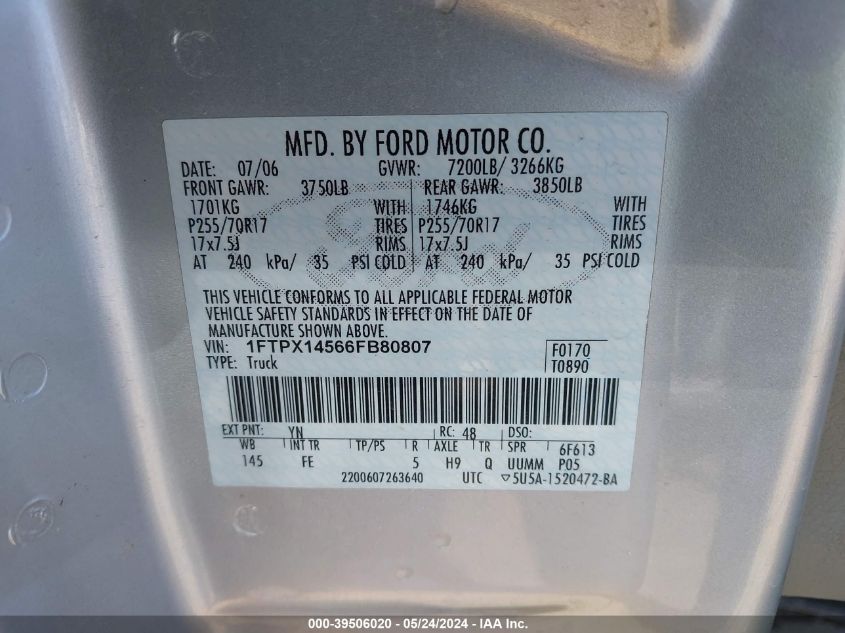 MFD. BY FORD MOTOR CO.
DATE: 07/06 GVWR: 7200LB/ 3266KG
FRONT GAWR: 3750LB REAR GAWR: 3850LB
1701KG WITH 1746KG WITH
P255/70R17 TIRES P255/70R17 TIRES
17x7.5J RIMS 17x7.5J RIMS
AT 240 kPa/ 35 PSI COLD AT 240 kPa/ 35 PSI COLD
THIS VEHICLE CONFORMS TO ALL APPLICABLE FEDERAL MOTOR
VEHICLE SAFETY STANDARDS IN EFFECT ON THE DATE OF
MANUFACTURE SHOWN ABOVE.
VIN: 1FTPX14566FB80807 F0170
TYPE: Truck T0890
EXT PNT: YN RC: 48 DSO:
WB INT TR TP/PS R AXLE TR SPR 6F613
145 FE 5 H9 Q UUMM P05
2200607263640 UTC ▽5U5A-1520472-BA
000-39506020 - 05/24/2024 - IAA Inc.